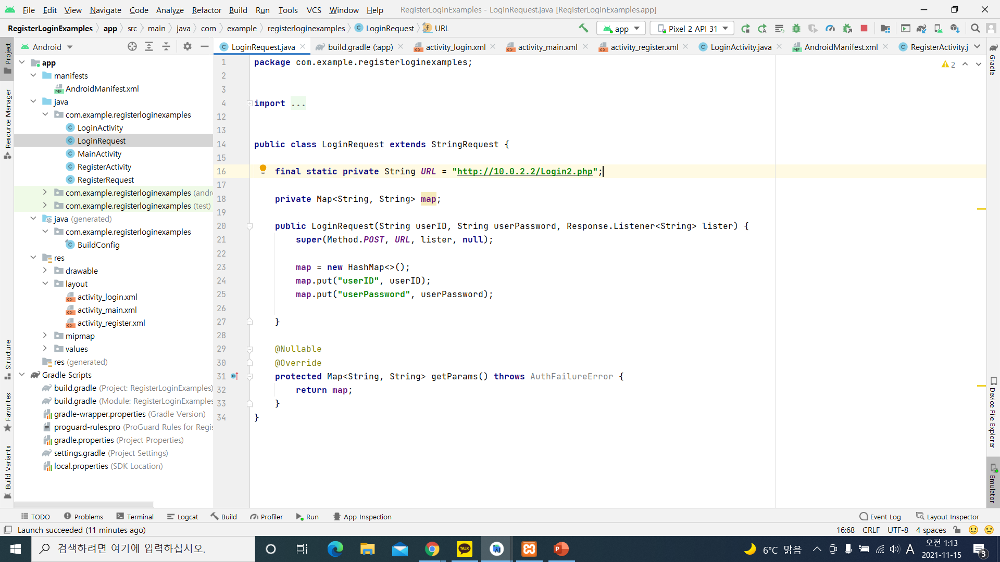 File Edit View Navigate Code Analyze Refactor Build Run Tools VCS Window Help RegisterLoginExamples - LoginRequest.java [RegisterLoginExamples.app]
RegisterLoginExamples app src main java com example registerloginexamples LoginRequest URL app Pixel 2 API 31
Android
LoginRequest.java build.gradle (:app) activity_login.xml activity_main.xml activity_register.xml LoginActivity.java AndroidManifest.xml RegisterActivity.j
Project
Resource Manager
Structure
Favorites
Build Variants
app
manifests
AndroidManifest.xml
java
com.example.registerloginexamples
LoginActivity
LoginRequest
MainActivity
RegisterActivity
RegisterRequest
com.example.registerloginexamples (andr
com.example.registerloginexamples (test)
java (generated)
com.example.registerloginexamples
BuildConfig
res
drawable
layout
activity_login.xml
activity_main.xml
activity_register.xml
mipmap
values
res (generated)
Gradle Scripts
build.gradle (Project: RegisterLoginExamples)
build.gradle (Module: RegisterLoginExamples
gradle-wrapper.properties (Gradle Version)
proguard-rules.pro (ProGuard Rules for Regis
gradle.properties (Project Properties)
settings.gradle (Project Settings)
local.properties (SDK Location)
1 package com.example.registerloginexamples;
2
3
4 import ...
12
13
14 public class LoginRequest extends StringRequest {
15
16 final static private String URL = "http://10.0.2.2/Login2.php";
17
18 private Map<String, String> map;
19
20 public LoginRequest(String userID, String userPassword, Response.Listener<String> lister) {
21 super(Method.POST, URL, lister, null);
22
23 map = new HashMap<>();
24 map.put("userID", userID);
25 map.put("userPassword", userPassword);
26
27 }
28
29 @Nullable
30 @Override
31 protected Map<String, String> getParams() throws AuthFailureError {
32 return map;
33 }
34 }
2
Gradle
Device File Explorer
Emulator
TODO Problems Terminal Logcat Build Profiler Run App Inspection Event Log Layout Inspector
Launch succeeded (11 minutes ago) 16:68 CRLF UTF-8 4 spaces
검색하려면 여기에 입력하십시오.
TALK
P
6°C 맑음
A
오전 1:13
2021-11-15
3